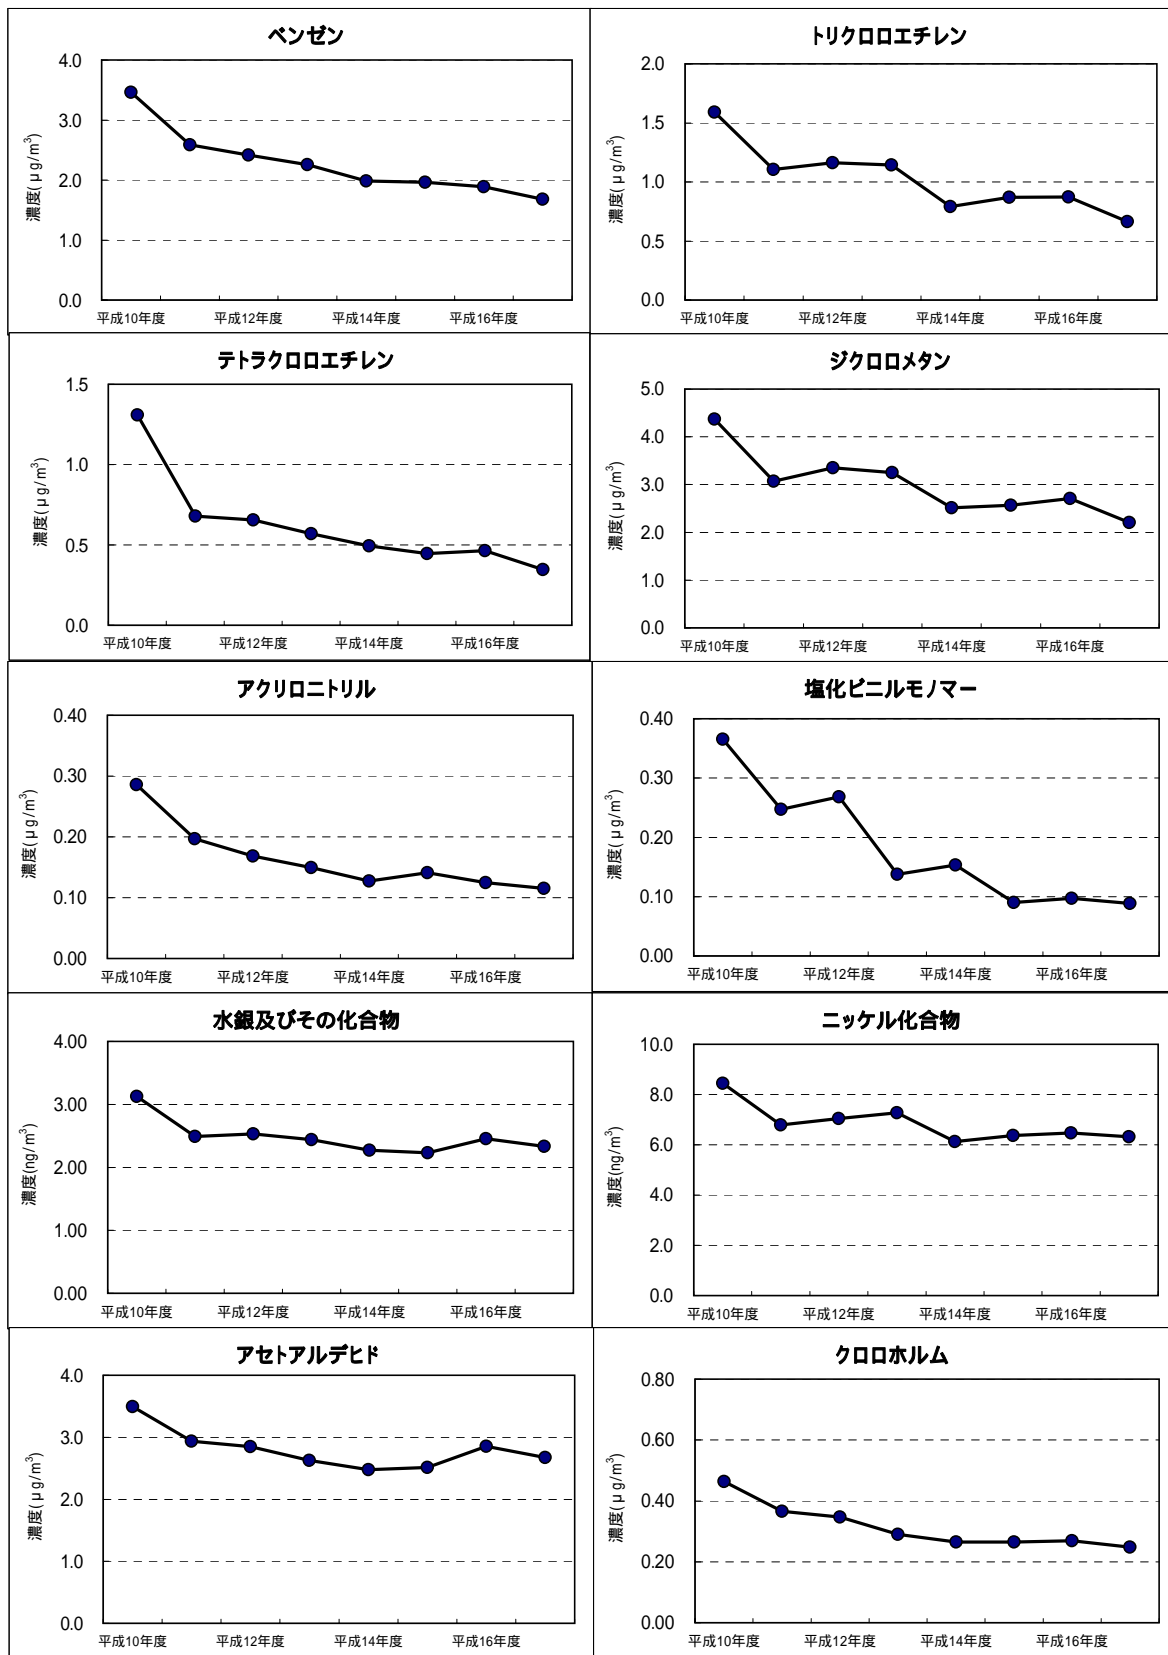 ベンゼン
濃度(μg/m³)
4.0
3.0
2.0
1.0
0.0
平成10年度 平成12年度 平成14年度 平成16年度
トリクロロエチレン
濃度(μg/m³)
2.0
1.5
1.0
0.5
0.0
平成10年度 平成12年度 平成14年度 平成16年度
テトラクロロエチレン
濃度(μg/m³)
1.5
1.0
0.5
0.0
平成10年度 平成12年度 平成14年度 平成16年度
ジクロロメタン
濃度(μg/m³)
5.0
4.0
3.0
2.0
1.0
0.0
平成10年度 平成12年度 平成14年度 平成16年度
アクリロニトリル
濃度(μg/m³)
0.40
0.30
0.20
0.10
0.00
平成10年度 平成12年度 平成14年度 平成16年度
塩化ビニルモノマー
濃度(μg/m³)
0.40
0.30
0.20
0.10
0.00
平成10年度 平成12年度 平成14年度 平成16年度
水銀及びその化合物
濃度(ng/m³)
4.00
3.00
2.00
1.00
0.00
平成10年度 平成12年度 平成14年度 平成16年度
ニッケル化合物
濃度(ng/m³)
10.0
8.0
6.0
4.0
2.0
0.0
平成10年度 平成12年度 平成14年度 平成16年度
アセトアルデヒド
濃度(μg/m³)
4.0
3.0
2.0
1.0
0.0
平成10年度 平成12年度 平成14年度 平成16年度
クロロホルム
濃度(μg/m³)
0.80
0.60
0.40
0.20
0.00
平成10年度 平成12年度 平成14年度 平成16年度